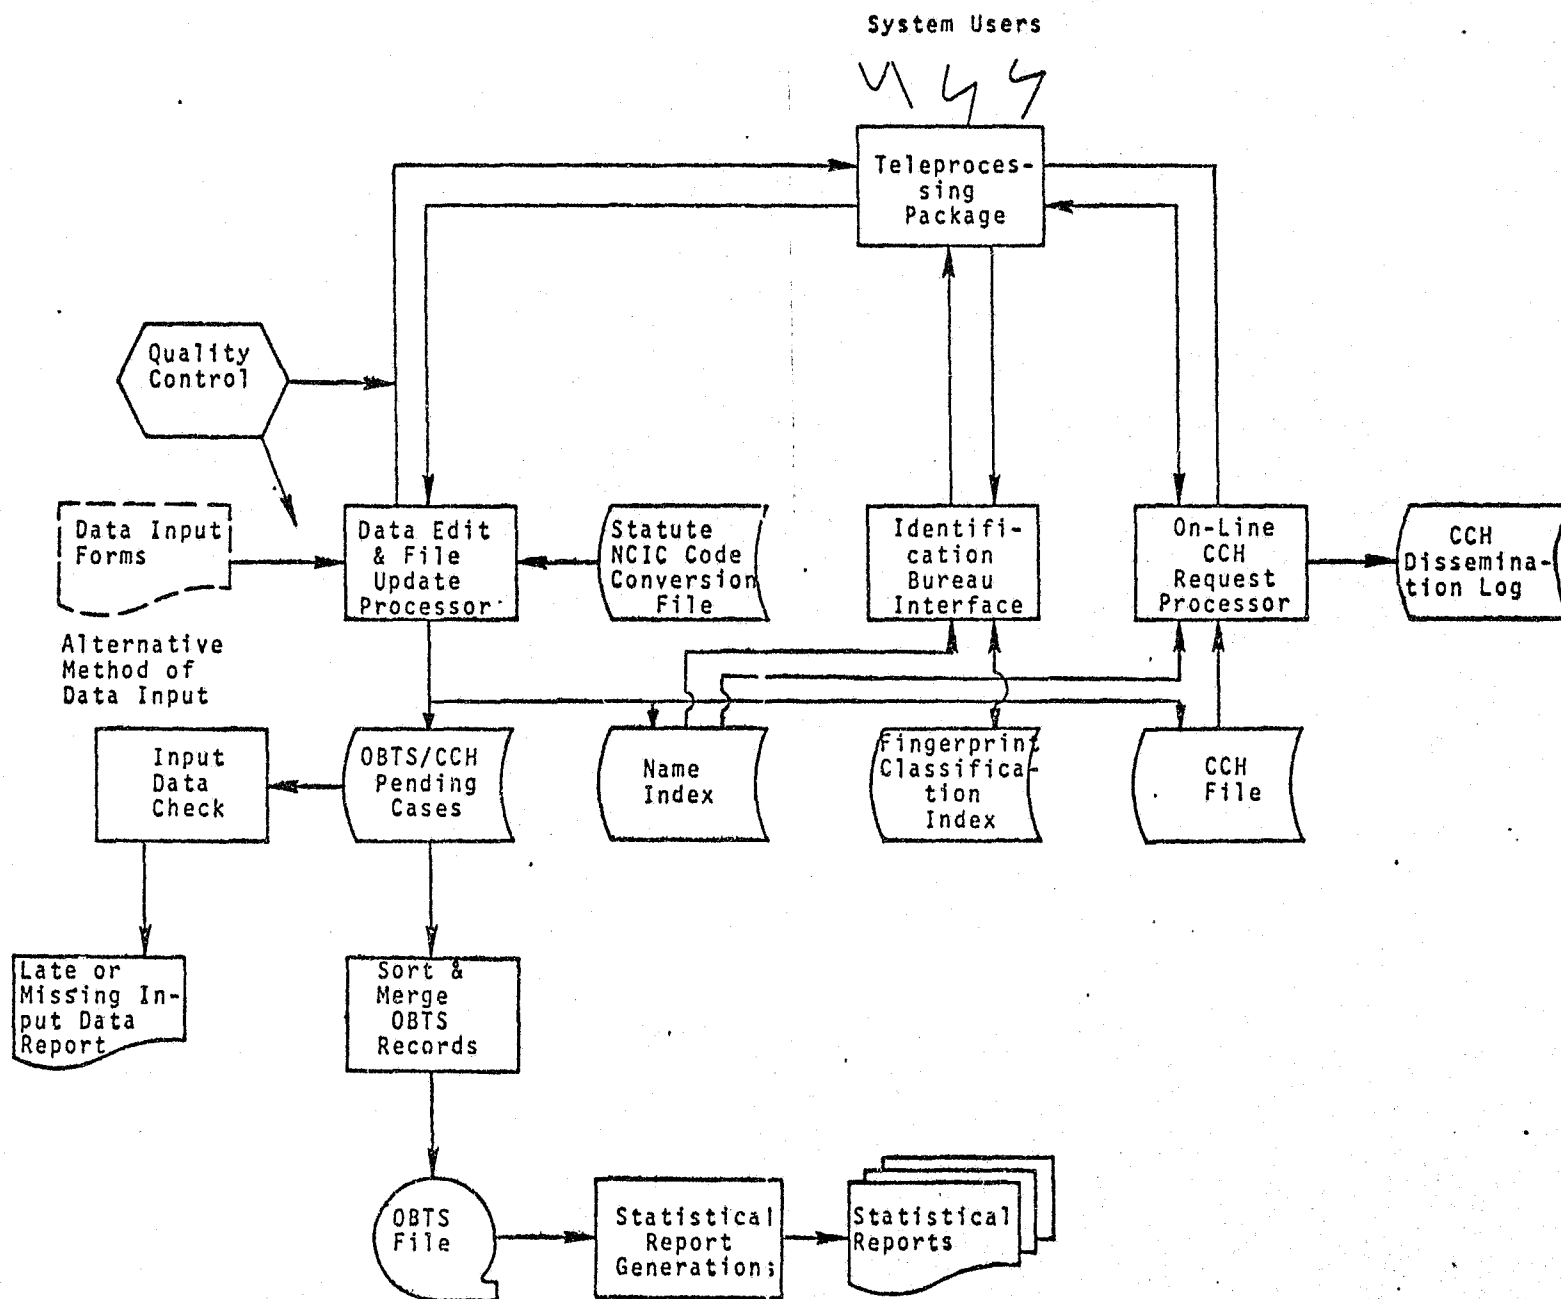 System Users
Teleproces-
sing
Package
Quality
Control
Data Input
Forms
Alternative
Method of
Data Input
Data Edit
& File
Update
Processor
Statute
NCIC Code
Conversion
File
Identifi-
cation
Bureau
Interface
On-Line
CCH
Request
Processor
CCH
Dissemina-
tion Log
Input
Data
Check
OBTS/CCH
Pending
Cases
Name
Index
Fingerprint
Classifica-
tion
Index
CCH
File
Late or
Missing In-
put Data
Report
Sort &
Merge
OBTS
Records
OBTS
File
Statistical
Report
Generations
Statistical
Reports